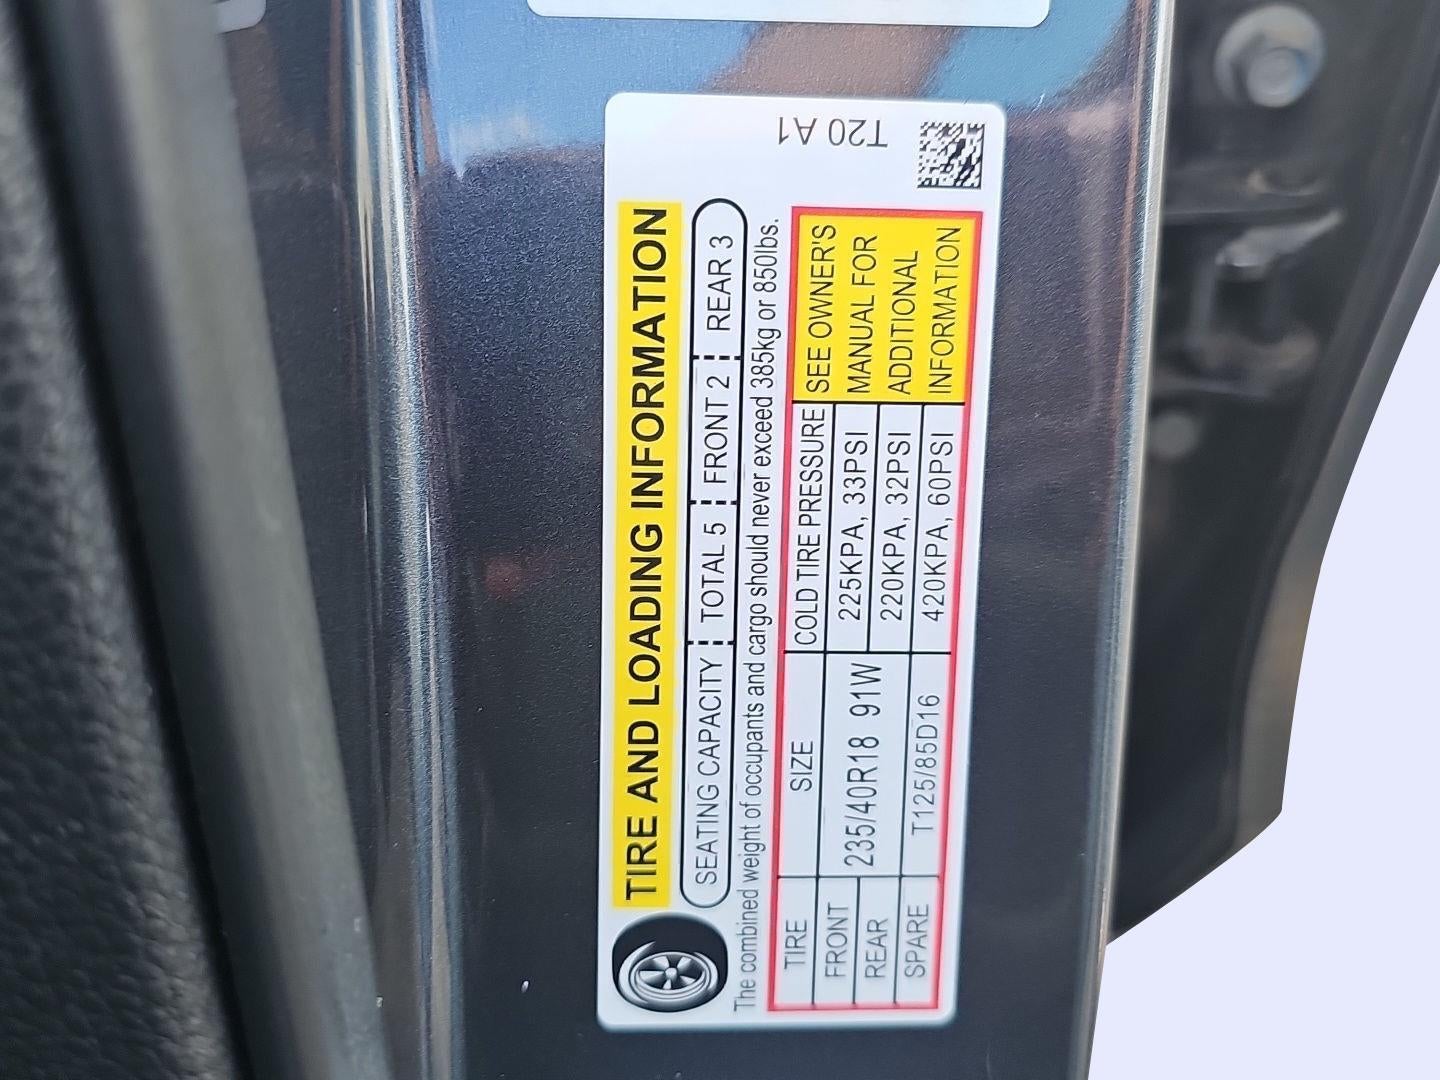 TIRE AND LOADING INFORMATION
SEATING CAPACITY TOTAL 5 FRONT 2 REAR 3
The combined weight of occupants and cargo should never exceed 385kg or 850lbs.
TIRE SIZE COLD TIRE PRESSURE
FRONT 235/40R18 91W 225KPA, 33PSI
REAR 220KPA, 32PSI
SPARE T125/85D16 420KPA, 60PSI
SEE OWNER'S
MANUAL FOR
ADDITIONAL
INFORMATION
T20 A1